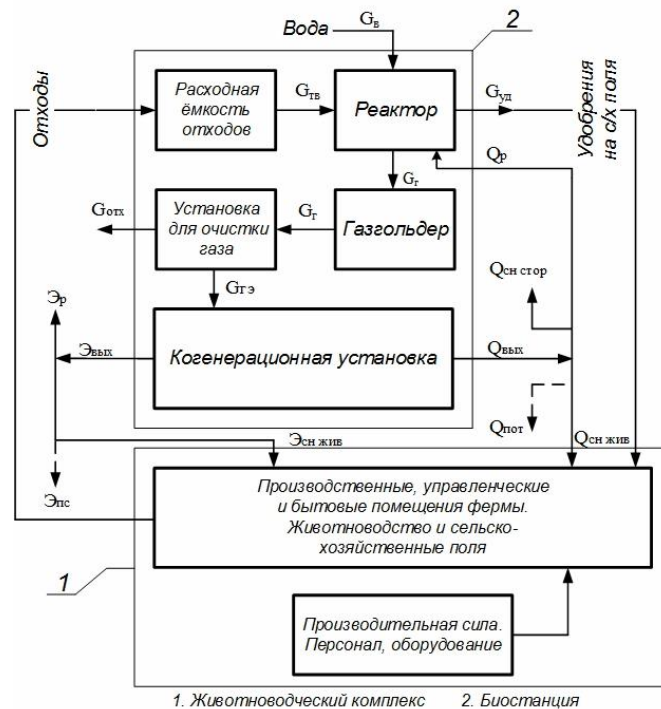 Вода
Gв
2
Отходы
Расходная
ёмкость
отходов
Gтв
Реактор
Gуд
Удобрения
на с/х поля
Qр
Gг
Gотх
Установка
для очистки
газа
Gг
Газгольдер
Qсн стор
Gг э
Эр
Эвых
Когенерационная установка
Qвых
Qпот
Эсн жив
Qсн жив
Эпс
Производственные, управленческие
и бытовые помещения фермы.
Животноводство и сельско-
хозяйственные поля
1
Производительная сила.
Персонал, оборудование
1. Животноводческий комплекс 2. Биостанция